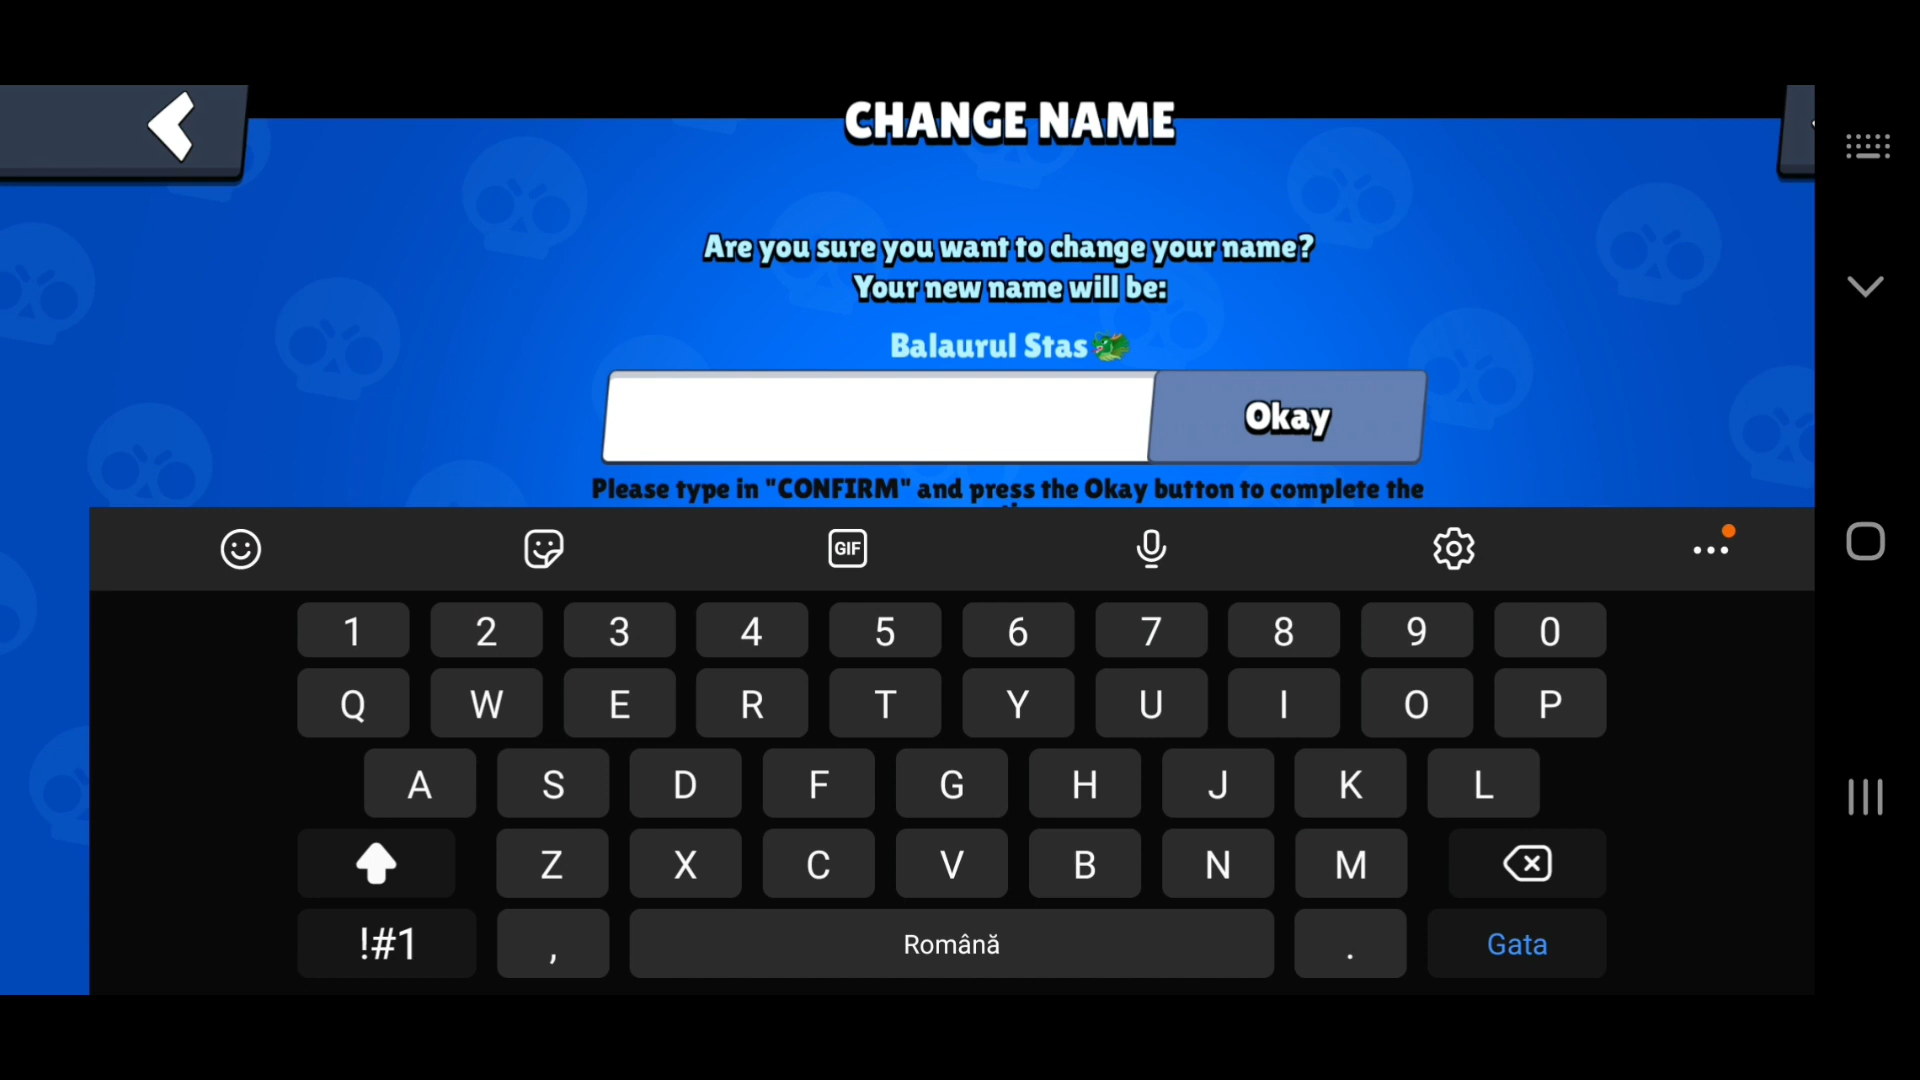 CHANGE NAME
Are you sure you want to change your name?
Your new name will be:
Balaurul Stas🐉
Okay
Please type in "CONFIRM" and press the Okay button to complete the
GIF
1 2 3 4 5 6 7 8 9 0
Q W E R T Y U I O P
A S D F G H J K L
Z X C V B N M
!#1 , Română . Gata